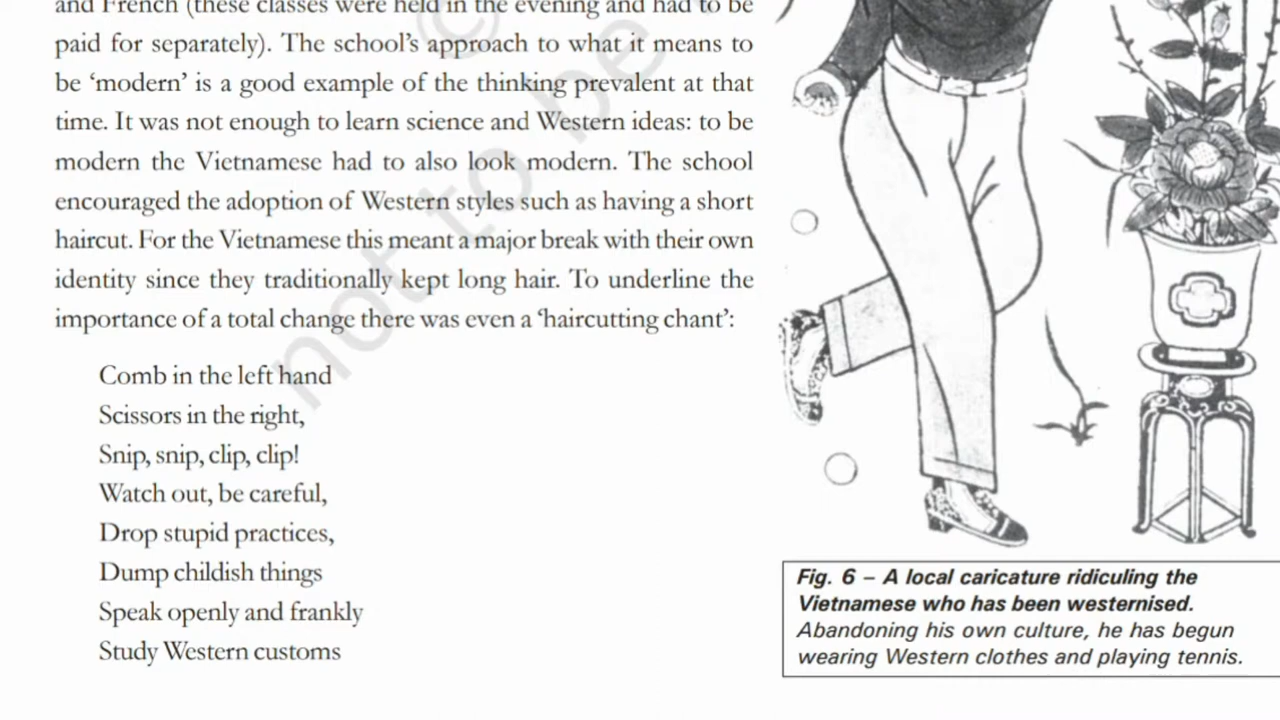 and French (these classes were held in the evening and had to be
paid for separately). The school's approach to what it means to
be ‘modern’ is a good example of the thinking prevalent at that
time. It was not enough to learn science and Western ideas: to be
modern the Vietnamese had to also look modern. The school
encouraged the adoption of Western styles such as having a short
haircut. For the Vietnamese this meant a major break with their own
identity since they traditionally kept long hair. To underline the
importance of a total change there was even a ‘haircutting chant’:
Comb in the left hand
Scissors in the right,
Snip, snip, clip, clip!
Watch out, be careful,
Drop stupid practices,
Dump childish things
Speak openly and frankly
Study Western customs
Fig. 6 – A local caricature ridiculing the
Vietnamese who has been westernised.
Abandoning his own culture, he has begun
wearing Western clothes and playing tennis.
©
not to be